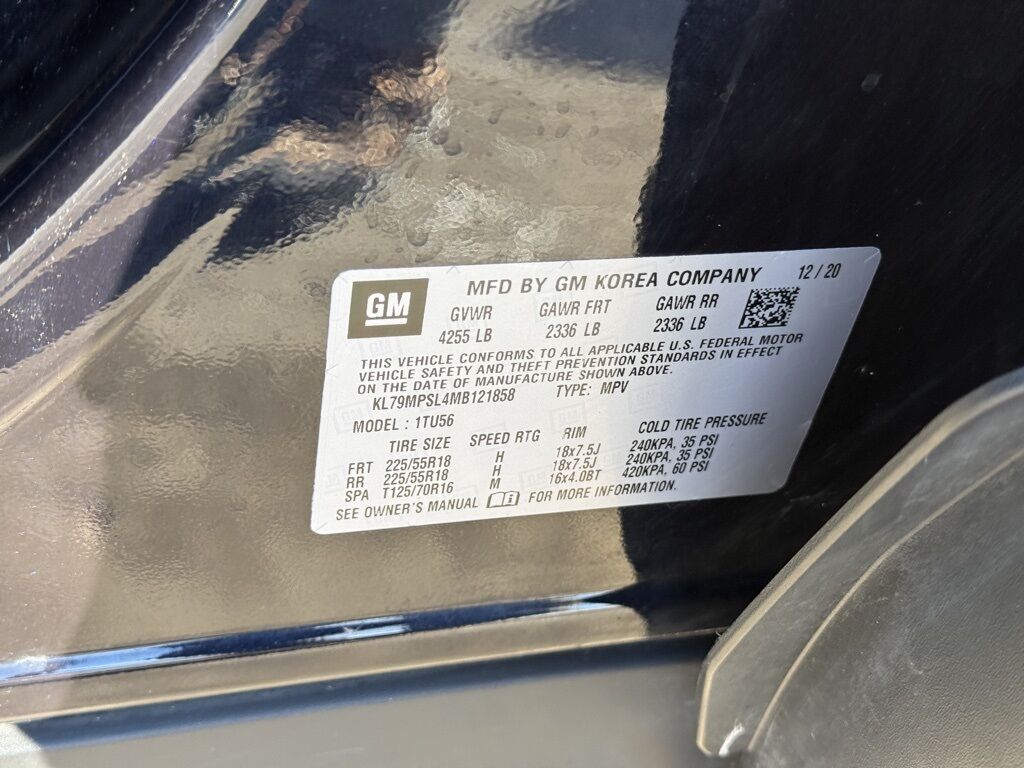 GM
MFD BY GM KOREA COMPANY 12/20
GVWR GAWR FRT GAWR RR
4255 LB 2336 LB 2336 LB
THIS VEHICLE CONFORMS TO ALL APPLICABLE U.S. FEDERAL MOTOR
VEHICLE SAFETY AND THEFT PREVENTION STANDARDS IN EFFECT
ON THE DATE OF MANUFACTURE SHOWN ABOVE.
KL79MPSL4MB121858 TYPE: MPV
MODEL: 1TU56
TIRE SIZE SPEED RTG RIM COLD TIRE PRESSURE
FRT 225/55R18 H 18x7.5J 240KPA, 35 PSI
RR 225/55R18 H 18x7.5J 240KPA, 35 PSI
SPA T125/70R16 M 16x4.0BT 420KPA, 60 PSI
SEE OWNER'S MANUAL FOR MORE INFORMATION.